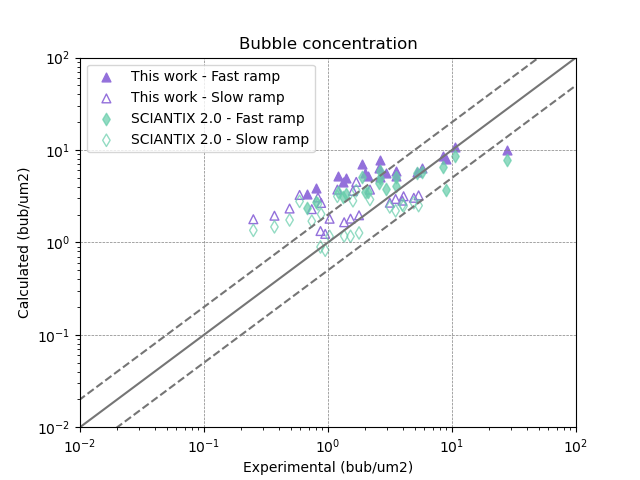 Bubble concentration
This work - Fast ramp
This work - Slow ramp
SCIANTIX 2.0 - Fast ramp
SCIANTIX 2.0 - Slow ramp
Calculated (bub/um2)
10²
10¹
10⁰
10⁻¹
10⁻²
10⁻² 10⁻¹ 10⁰ 10¹ 10²
Experimental (bub/um2)